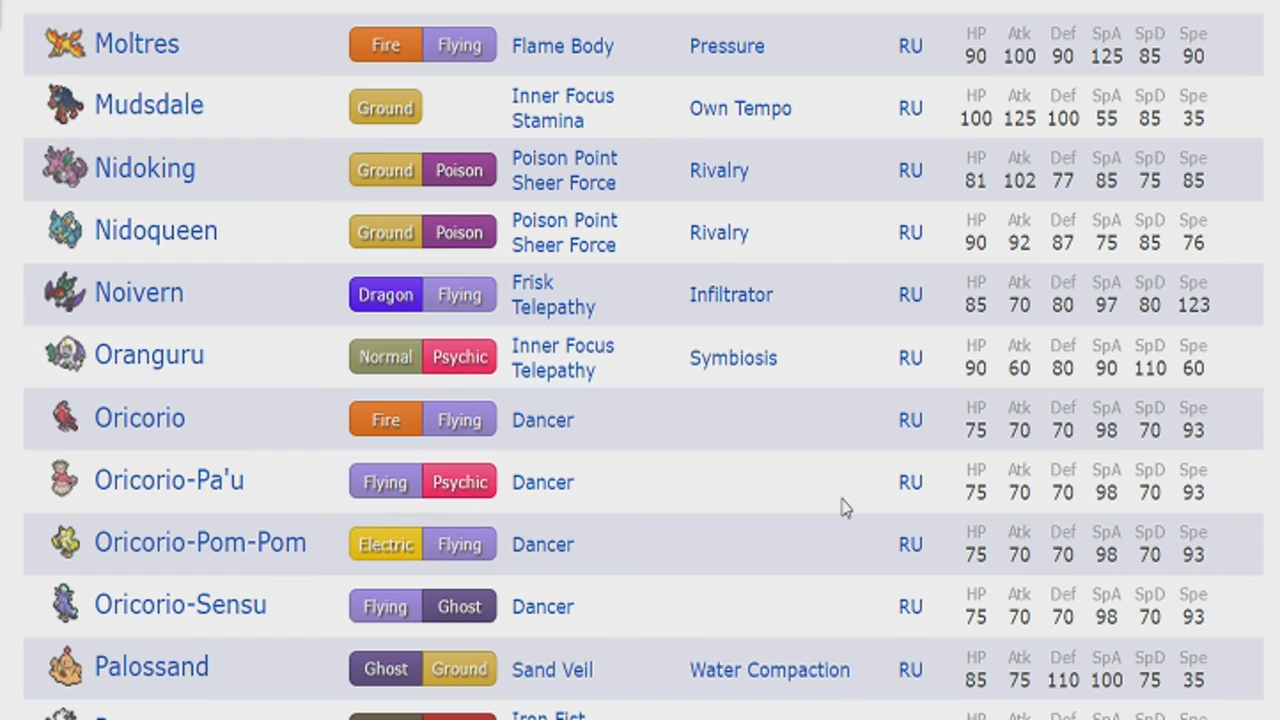 Moltres Fire Flying Flame Body Pressure RU HP 90 Atk 100 Def 90 SpA 125 SpD 85 Spe 90
Mudsdale Ground Inner Focus Stamina Own Tempo RU HP 100 Atk 125 Def 100 SpA 55 SpD 85 Spe 35
Nidoking Ground Poison Poison Point Sheer Force Rivalry RU HP 81 Atk 102 Def 77 SpA 85 SpD 75 Spe 85
Nidoqueen Ground Poison Poison Point Sheer Force Rivalry RU HP 90 Atk 92 Def 87 SpA 75 SpD 85 Spe 76
Noivern Dragon Flying Frisk Telepathy Infiltrator RU HP 85 Atk 70 Def 80 SpA 97 SpD 80 Spe 123
Oranguru Normal Psychic Inner Focus Telepathy Symbiosis RU HP 90 Atk 60 Def 80 SpA 90 SpD 110 Spe 60
Oricorio Fire Flying Dancer RU HP 75 Atk 70 Def 70 SpA 98 SpD 70 Spe 93
Oricorio-Pa'u Flying Psychic Dancer RU HP 75 Atk 70 Def 70 SpA 98 SpD 70 Spe 93
Oricorio-Pom-Pom Electric Flying Dancer RU HP 75 Atk 70 Def 70 SpA 98 SpD 70 Spe 93
Oricorio-Sensu Flying Ghost Dancer RU HP 75 Atk 70 Def 70 SpA 98 SpD 70 Spe 93
Palossand Ghost Ground Sand Veil Water Compaction RU HP 85 Atk 75 Def 110 SpA 100 SpD 75 Spe 35
Iron Fist HP Atk Def SpA SpD Spe